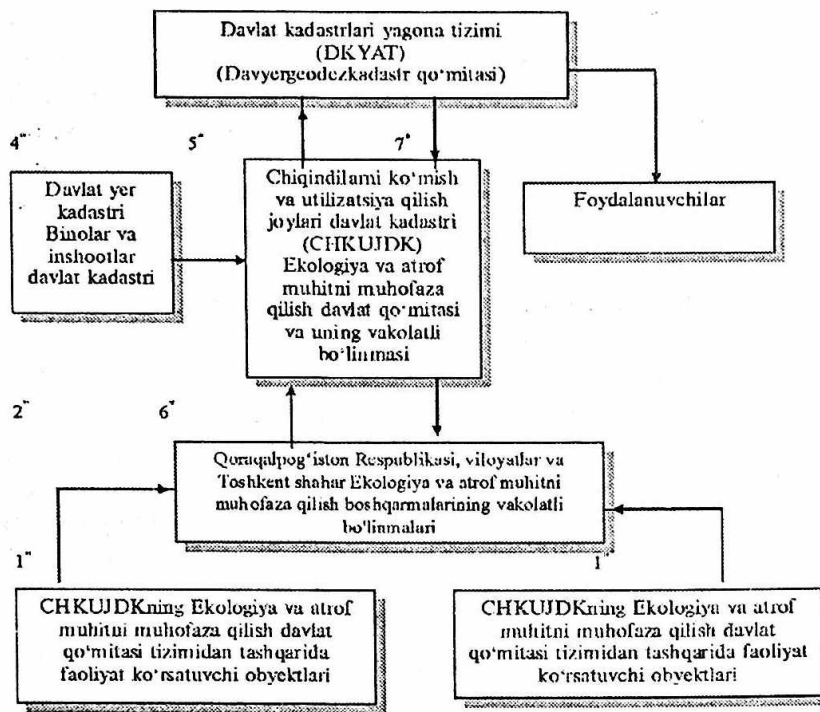 Davlat kadastrlari yagona tizimi
(DKYAT)
(Davyergeodezkadastr qo‘mitasi)
4"
5"
7"
Davlat yer
kadastri
Binolar va
inshootlar
davlat kadastri
Chiqindilarni ko‘mish
va utilizatsiya qilish
joylari davlat kadastri
(CHKUJDK)
Ekologiya va atrof
muhitni muhofaza
qilish davlat qo‘mitasi
va uning vakolatli
bo‘linmasi
Foydalanuvchilar
2"
6"
Qoraqalpog‘iston Respublikasi, viloyatlar va
Toshkent shahar Ekologiya va atrof muhitni
muhofaza qilish boshqarmalarining vakolatli
bo‘linmalari
1"
1"
CHKUJDKning Ekologiya va atrof
muhitni muhofaza qilish davlat
qo‘mitasi tizimidan tashqarida
faoliyat ko‘rsatuvchi obyektlari
CHKUJDKning Ekologiya va atrof
muhitni muhofaza qilish davlat
qo‘mitasi tizimidan tashqarida faoliyat
ko‘rsatuvchi obyektlari